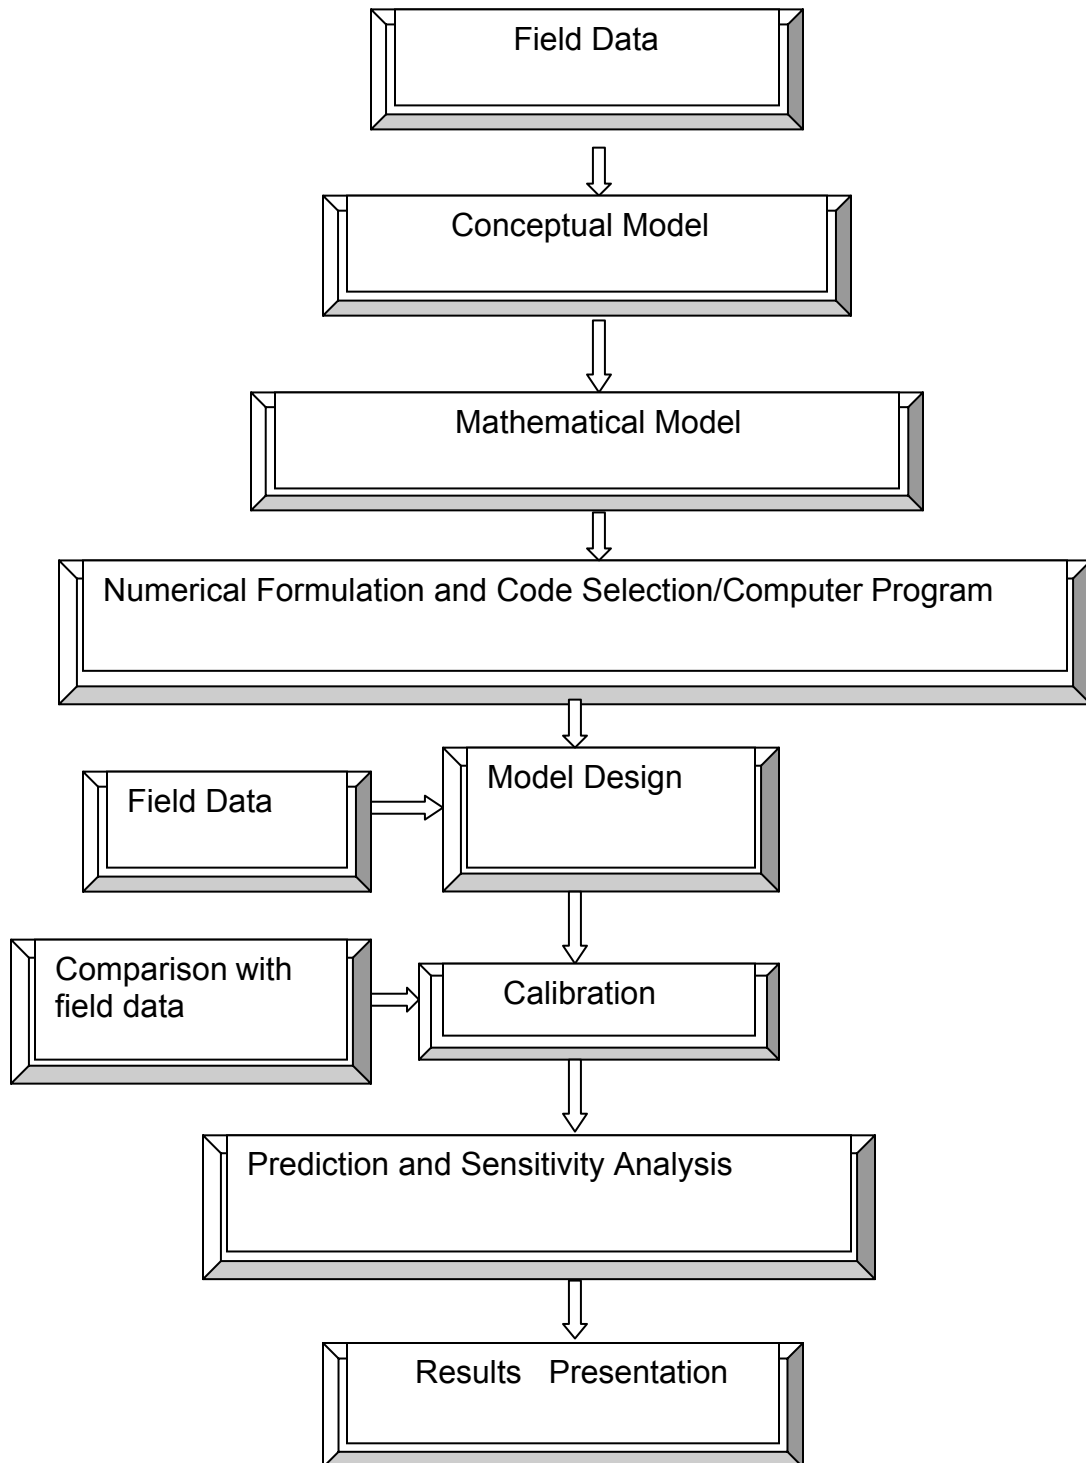 Field Data
Conceptual Model
Mathematical Model
Numerical Formulation and Code Selection/Computer Program
Model Design
Field Data
Comparison with
field data
Calibration
Prediction and Sensitivity Analysis
Results Presentation